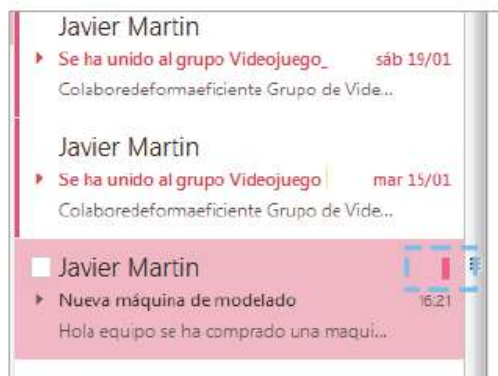 Javier Martin
Se ha unido al grupo Videojuego_ sáb 19/01
Colaboredeformaeficiente Grupo de Vide...
Javier Martin
Se ha unido al grupo Videojuego mar 15/01
Colaboredeformaeficiente Grupo de Vide...
Javier Martin
Nueva máquina de modelado 16:21
Hola equipo se ha comprado una maqui...